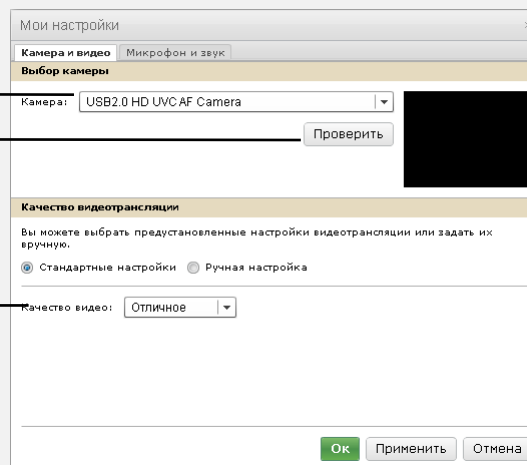 Мои настройки
Камера и видео Микрофон и звук
Выбор камеры
Камера: USB2.0 HD UVC AF Camera
Проверить
Качество видеотрансляции
Вы можете выбрать предустановленные настройки видеотрансляции или задать их
вручную.
Стандартные настройки Ручная настройка
Качество видео: Отличное
Ок Применить Отмена